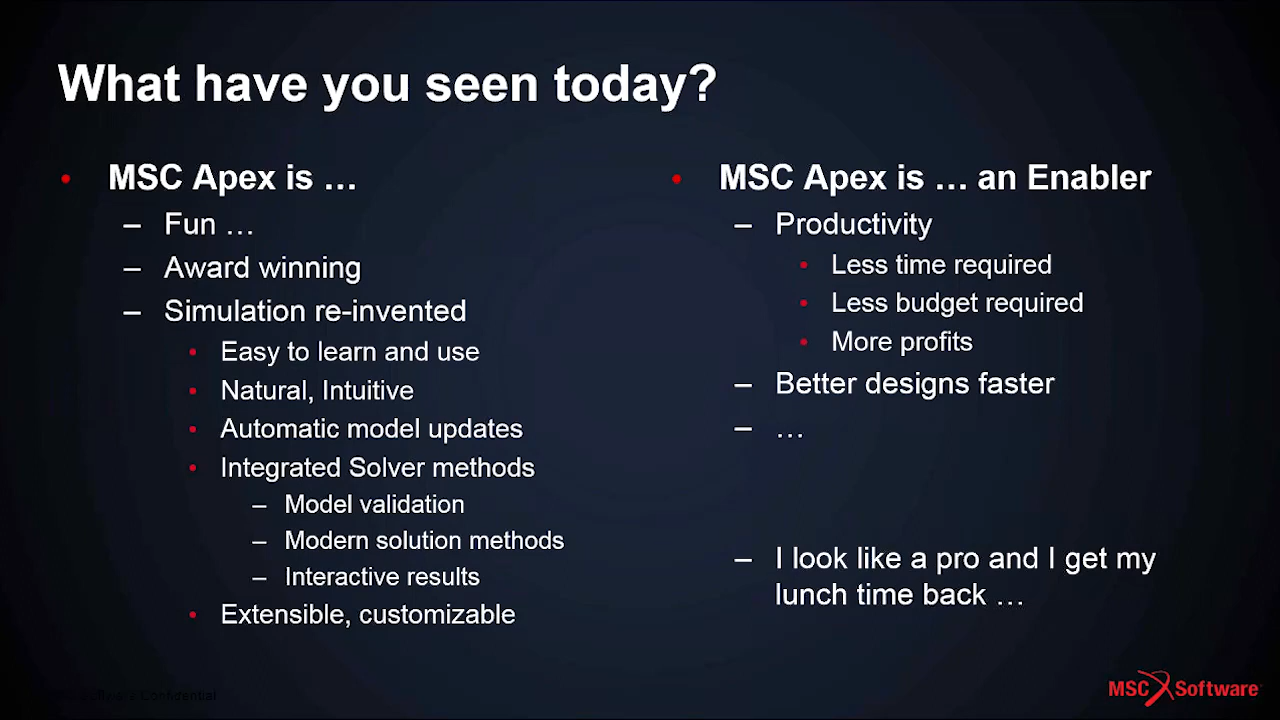 What have you seen today?
• MSC Apex is …
– Fun …
– Award winning
– Simulation re-invented
• Easy to learn and use
• Natural, Intuitive
• Automatic model updates
• Integrated Solver methods
– Model validation
– Modern solution methods
– Interactive results
• Extensible, customizable
• MSC Apex is … an Enabler
– Productivity
• Less time required
• Less budget required
• More profits
– Better designs faster
– …
– I look like a pro and I get my
lunch time back …
Confidential
MSC Software